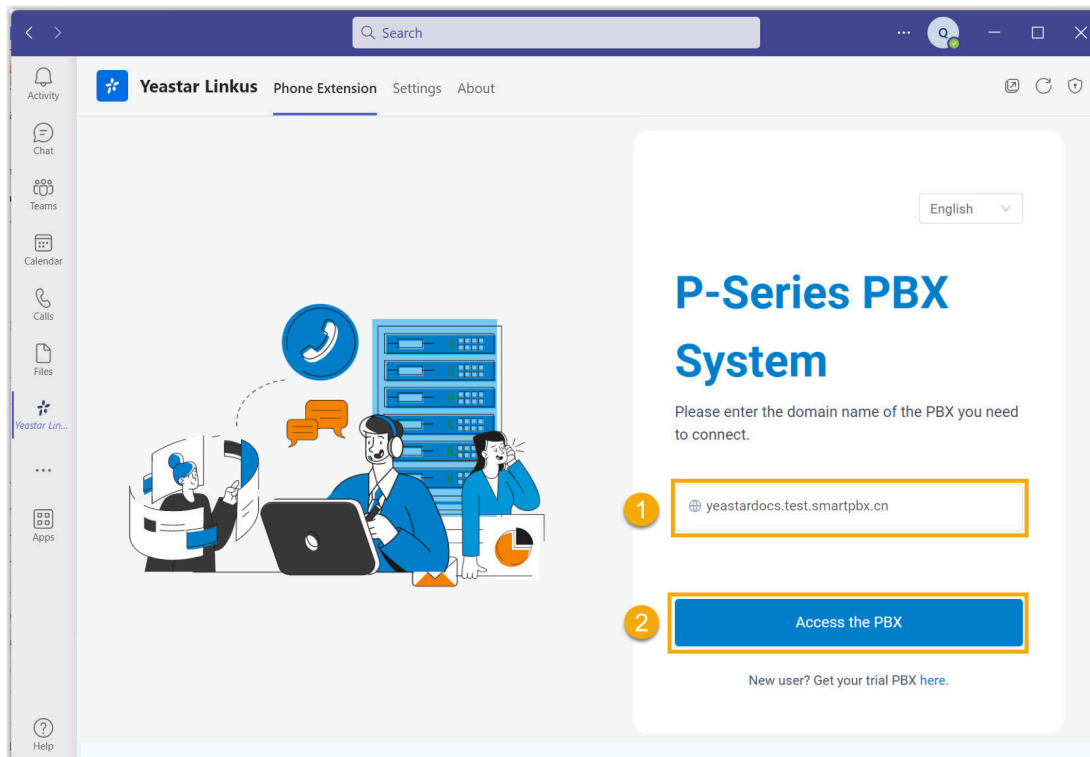 Search
Q
Activity
Chat
Teams
Calendar
Calls
Files
Yeastar Lin...
Apps
Help
Yeastar Linkus Phone Extension Settings About
English
P-Series PBX
System
Please enter the domain name of the PBX you need
to connect.
1
yeastardocs.test.smartpbx.cn
2
Access the PBX
New user? Get your trial PBX here.